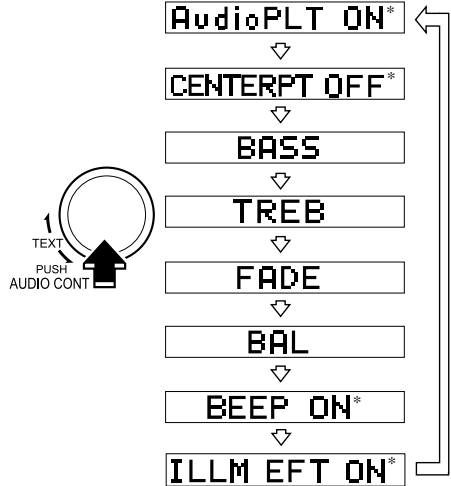 AudioPLT ON*
CENTERPT OFF*
BASS
TREB
FADE
BAL
BEEP ON*
ILLM EFT ON*
TEXT
PUSH
AUDIO CONT